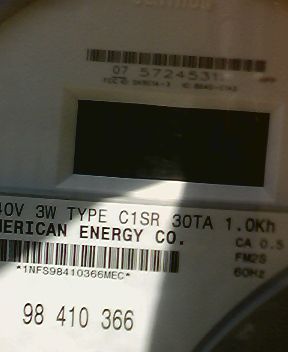 07 5724531
40V 3W TYPE C1SR 30TA 1.0Kh
MERICAN ENERGY CO.
CA 0.5
FM2S
60Hz
*1NFS98410366MEC*
98 410 366